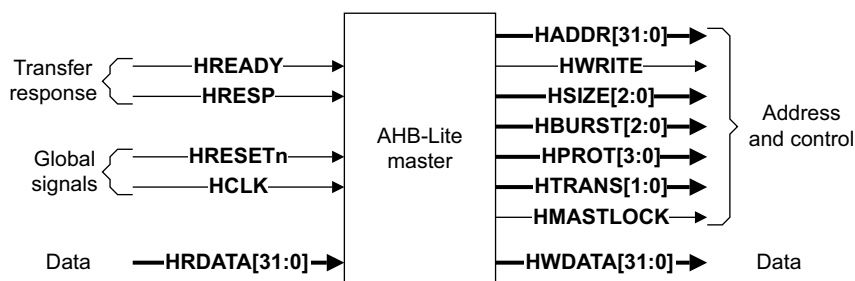 Transfer
response
HREADY
HRESP
Global
signals
HRESETn
HCLK
Data
HRDATA[31:0]
AHB-Lite
master
HADDR[31:0]
HWRITE
HSIZE[2:0]
HBURST[2:0]
HPROT[3:0]
HTRANS[1:0]
HMASTLOCK
Address
and control
HWDATA[31:0]
Data